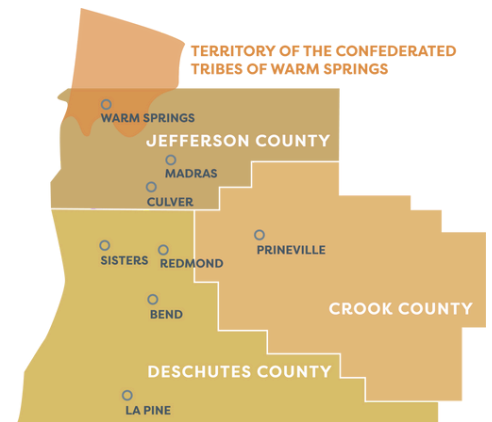 TERRITORY OF THE CONFEDERATED
TRIBES OF WARM SPRINGS
WARM SPRINGS
JEFFERSON COUNTY
MADRAS
CULVER
SISTERS
REDMOND
PRINEVILLE
BEND
CROOK COUNTY
DESCHUTES COUNTY
LA PINE